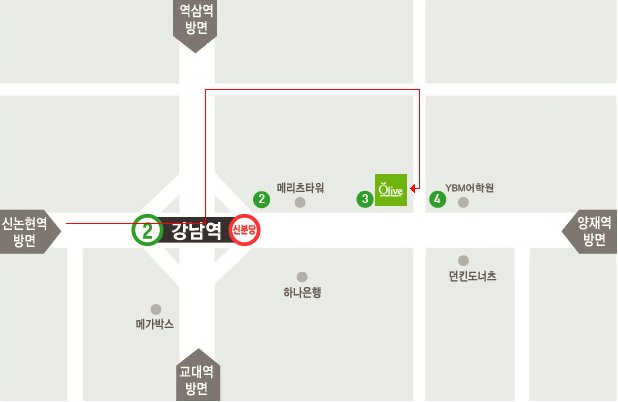 역삼역
방면
2
메리츠타워
3
Olive
4
YBM어학원
신논현역
방면
2
강남역
신분당
양재역
방면
던킨도너츠
하나은행
메가박스
교대역
방면